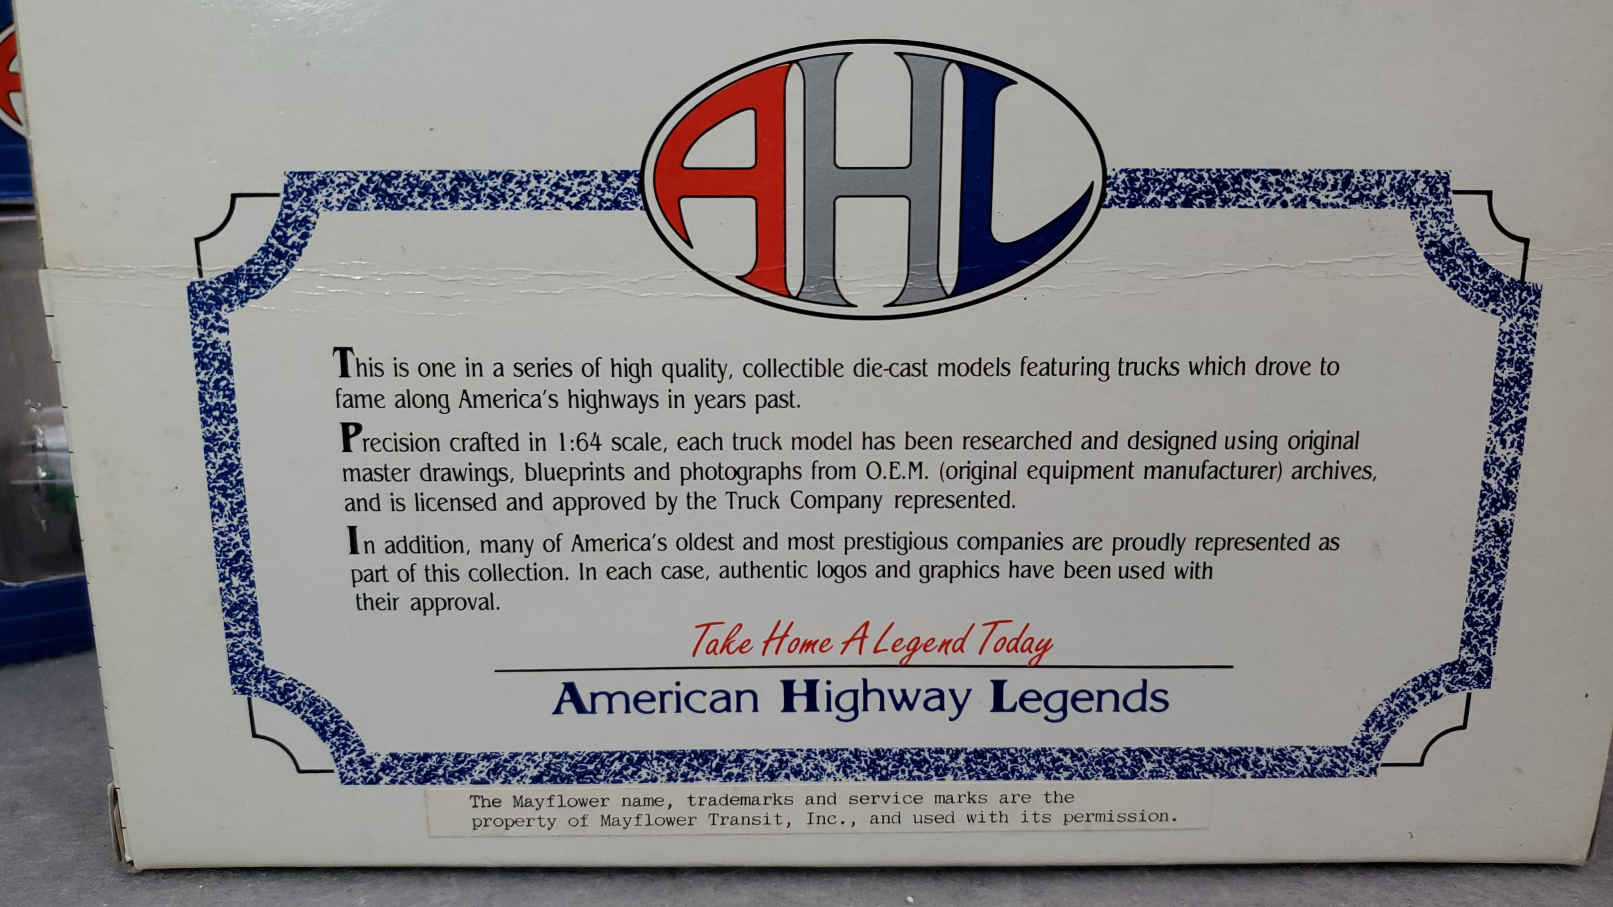 AHL
This is one in a series of high quality, collectible die-cast models featuring trucks which drove to
fame along America's highways in years past.
Precision crafted in 1:64 scale, each truck model has been researched and designed using original
master drawings, blueprints and photographs from O.E.M. (original equipment manufacturer) archives,
and is licensed and approved by the Truck Company represented.
In addition, many of America's oldest and most prestigious companies are proudly represented as
part of this collection. In each case, authentic logos and graphics have been used with
their approval.
Take Home A Legend Today
American Highway Legends
The Mayflower name, trademarks and service marks are the
property of Mayflower Transit, Inc., and used with its permission.